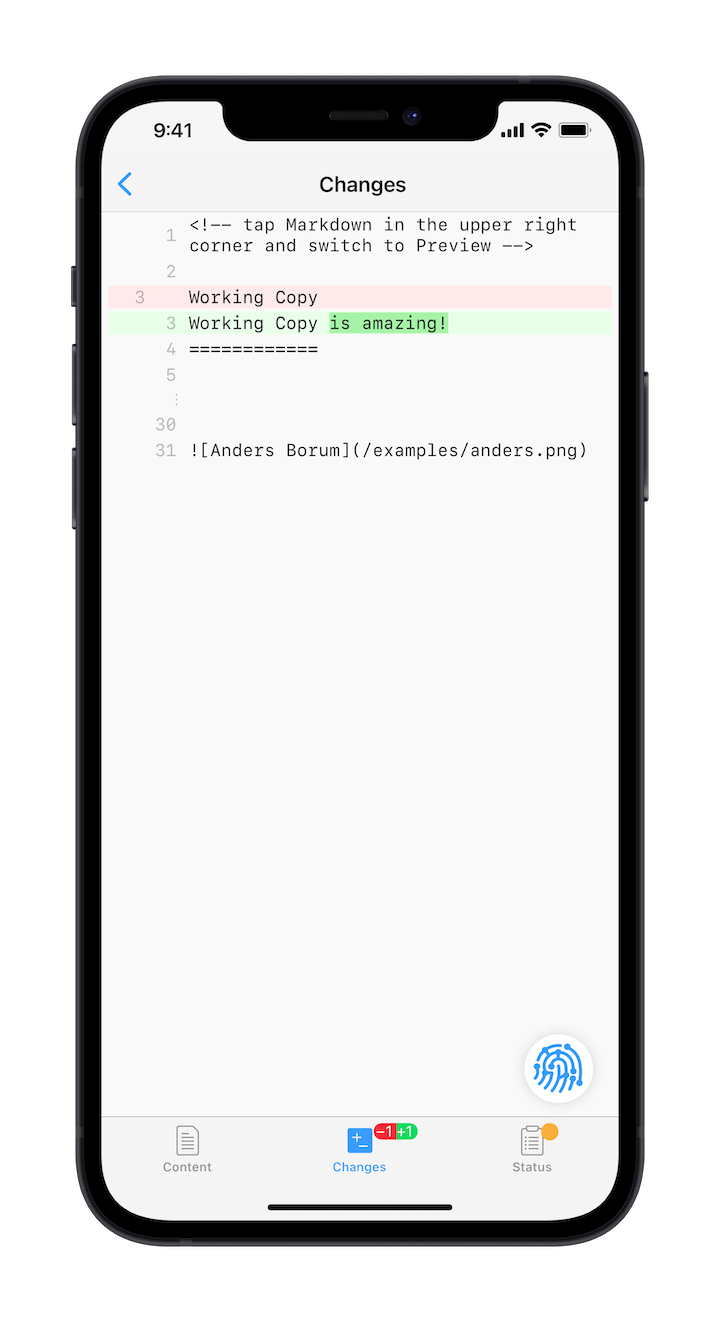 9:41
Changes
1 <!-- tap Markdown in the upper right
corner and switch to Preview -->
2
3 Working Copy
3 Working Copy is amazing!
4 ============
5
⋮
30
31 ![Anders Borum](/examples/anders.png)
−1 +1
Content Changes Status